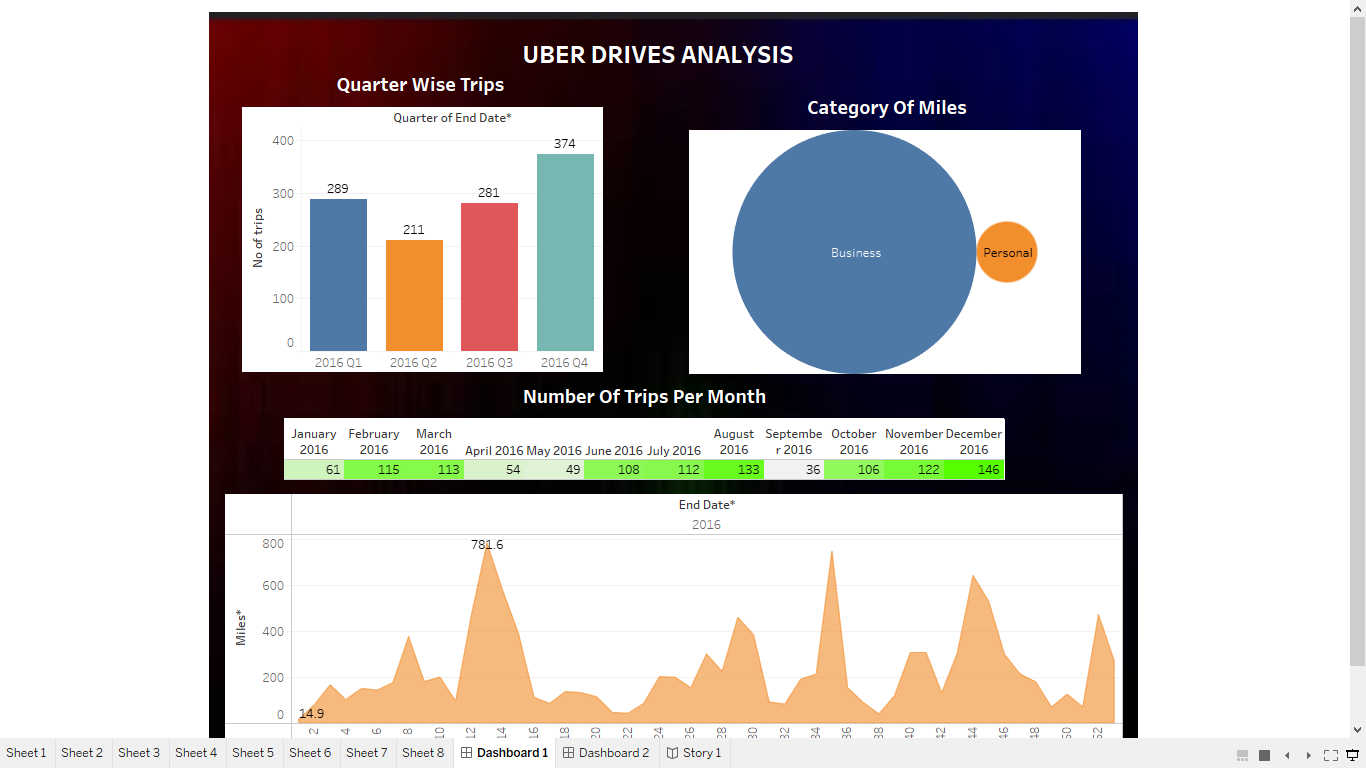 UBER DRIVES ANALYSIS
Quarter Wise Trips
Quarter of End Date*
400
300
200
100
0
No of trips
289
211
281
374
2016 Q1 2016 Q2 2016 Q3 2016 Q4
Category Of Miles
Business
Personal
Number Of Trips Per Month
January February March August Septembe October November December
2016 2016 2016 April 2016 May 2016 June 2016 July 2016 2016 r 2016 2016 2016 2016
61 115 113 54 49 108 112 133 36 106 122 146
End Date*
2016
800
600
400
200
0
Miles*
781.6
14.9
2 4 6 8 10 12 14 16 18 20 22 24 26 28 30 32 34 36 38 40 42 44 46 48 50 52
Sheet 1 Sheet 2 Sheet 3 Sheet 4 Sheet 5 Sheet 6 Sheet 7 Sheet 8 Dashboard 1 Dashboard 2 Story 1